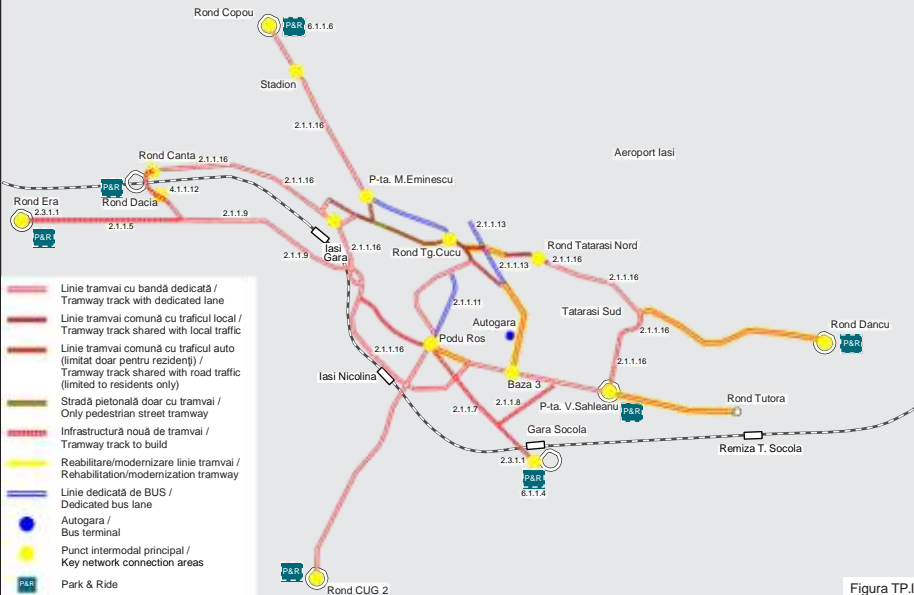 Rond Copou
P&R
6.1.1.6
Stadion
2.1.1.16
Aeroport Iasi
Rond Canta
2.1.1.16
2.1.1.16
P-ta. M.Eminescu
P&R
4.1.1.12
Rond Dacia
Rond Era
2.3.1.1
2.1.1.5
2.1.1.9
P&R
2.1.1.13
2.1.1.16
Rond Tg.Cucu
Rond Tatarasi Nord
2.1.1.16
2.1.1.13
Iasi
Gara
2.1.1.9
2.1.1.16
2.1.1.11
Tatarasi Sud
Autogara
2.1.1.16
Rond Dancu
P&R
Podu Ros
2.1.1.16
2.1.1.16
Iasi Nicolina
Baza 3
2.1.1.7
2.1.1.8
P-ta. V.Sahleanu
P&R
Rond Tutora
Gara Socola
Remiza T. Socola
2.3.1.1
P&R
6.1.1.4
P&R
Rond CUG 2
Linie tramvai cu bandă dedicată /
Tramway track with dedicated lane
Linie tramvai comună cu traficul local /
Tramway track shared with local traffic
Linie tramvai comună cu traficul auto
(limitat doar pentru rezidenți) /
Tramway track shared with road traffic
(limited to residents only)
Stradă pietonală doar cu tramvai /
Only pedestrian street tramway
Infrastructură nouă de tramvai /
Tramway track to build
Reabilitare/modernizare linie tramvai /
Rehabilitation/modernization tramway
Linie dedicată de BUS /
Dedicated bus lane
Autogara /
Bus terminal
Punct intermodal principal /
Key network connection areas
P&R
Park & Ride
Figura TP.I